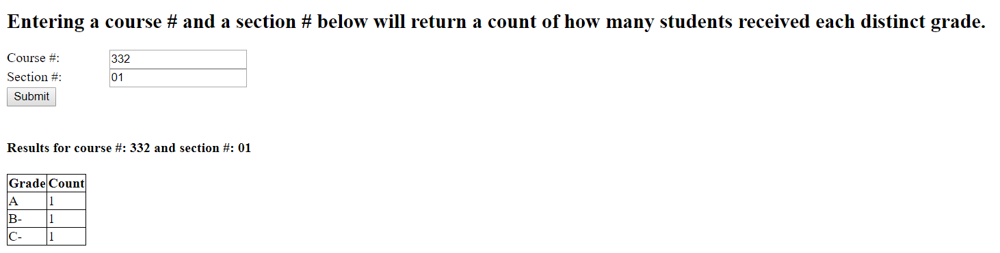 Entering a course # and a section # below will return a count of how many students received each distinct grade.
Course #: 332
Section #: 01
Submit
Results for course #: 332 and section #: 01
Grade Count
A 1
B- 1
C- 1